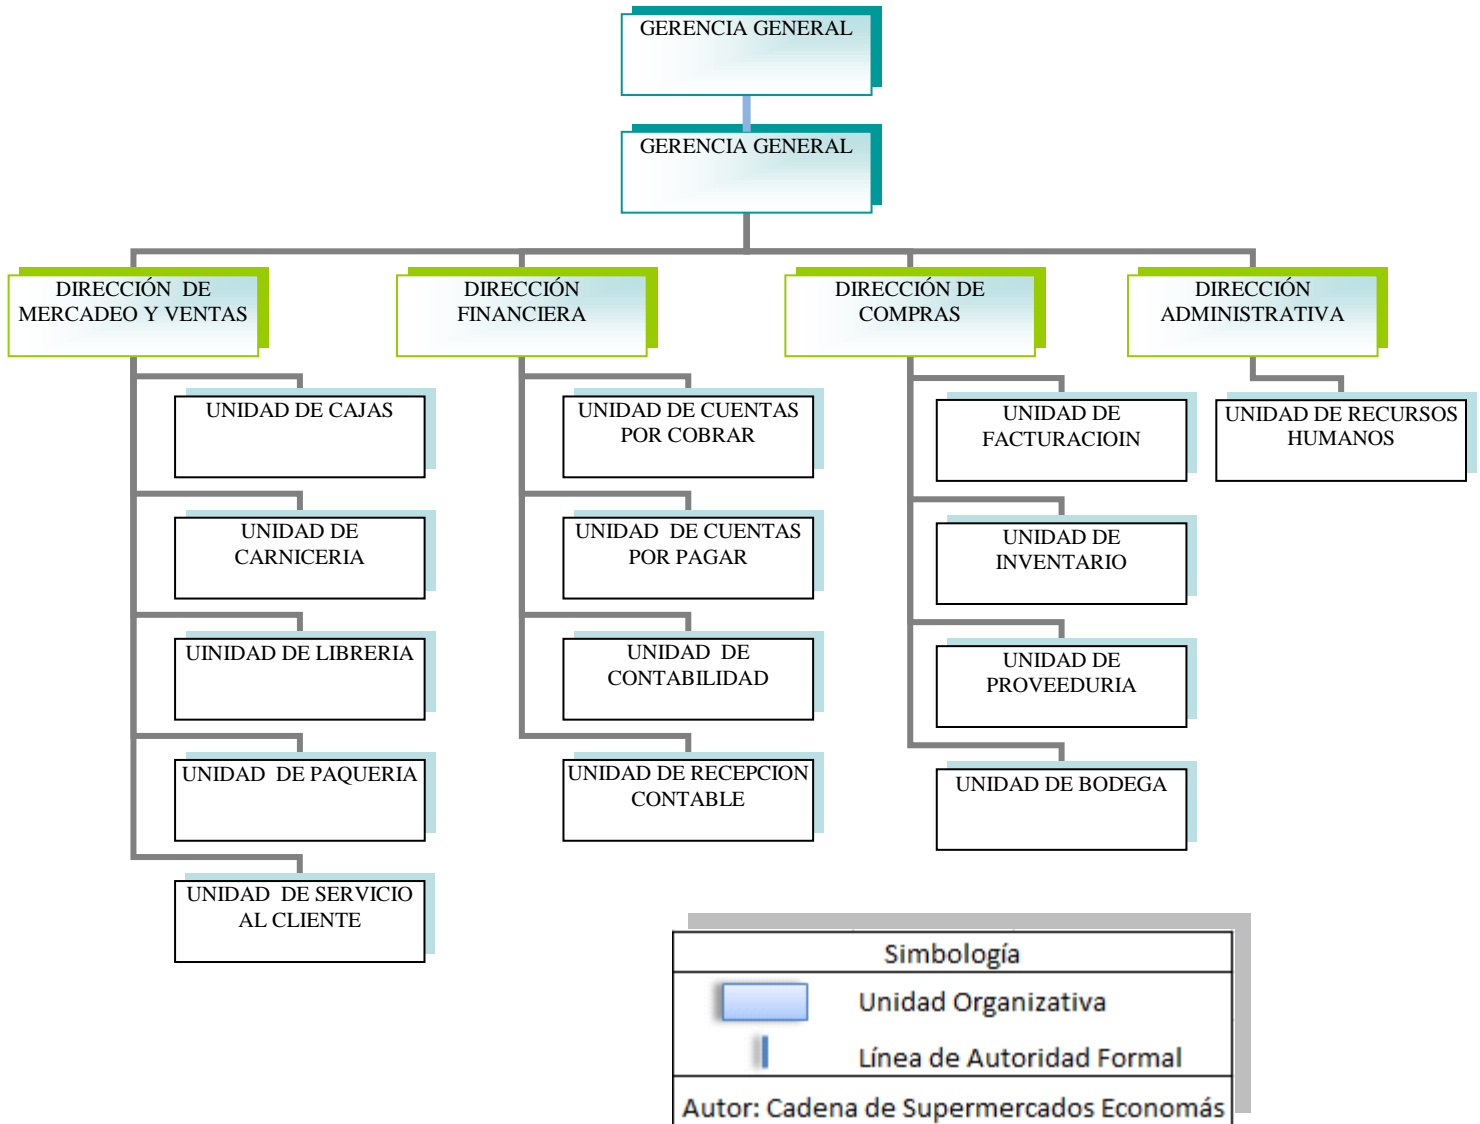 GERENCIA GENERAL
GERENCIA GENERAL
DIRECCIÓN DE
MERCADEO Y VENTAS
DIRECCIÓN
FINANCIERA
DIRECCIÓN DE
COMPRAS
DIRECCIÓN
ADMINISTRATIVA
UNIDAD DE CAJAS
UNIDAD DE
CARNICERIA
UINIDAD DE LIBRERIA
UNIDAD DE PAQUERIA
UNIDAD DE SERVICIO
AL CLIENTE
UNIDAD DE CUENTAS
POR COBRAR
UNIDAD DE CUENTAS
POR PAGAR
UNIDAD DE
CONTABILIDAD
UNIDAD DE RECEPCION
CONTABLE
UNIDAD DE
FACTURACIOIN
UNIDAD DE
INVENTARIO
UNIDAD DE
PROVEEDURIA
UNIDAD DE BODEGA
UNIDAD DE RECURSOS
HUMANOS
Simbología
Unidad Organizativa
Línea de Autoridad Formal
Autor: Cadena de Supermercados Economás